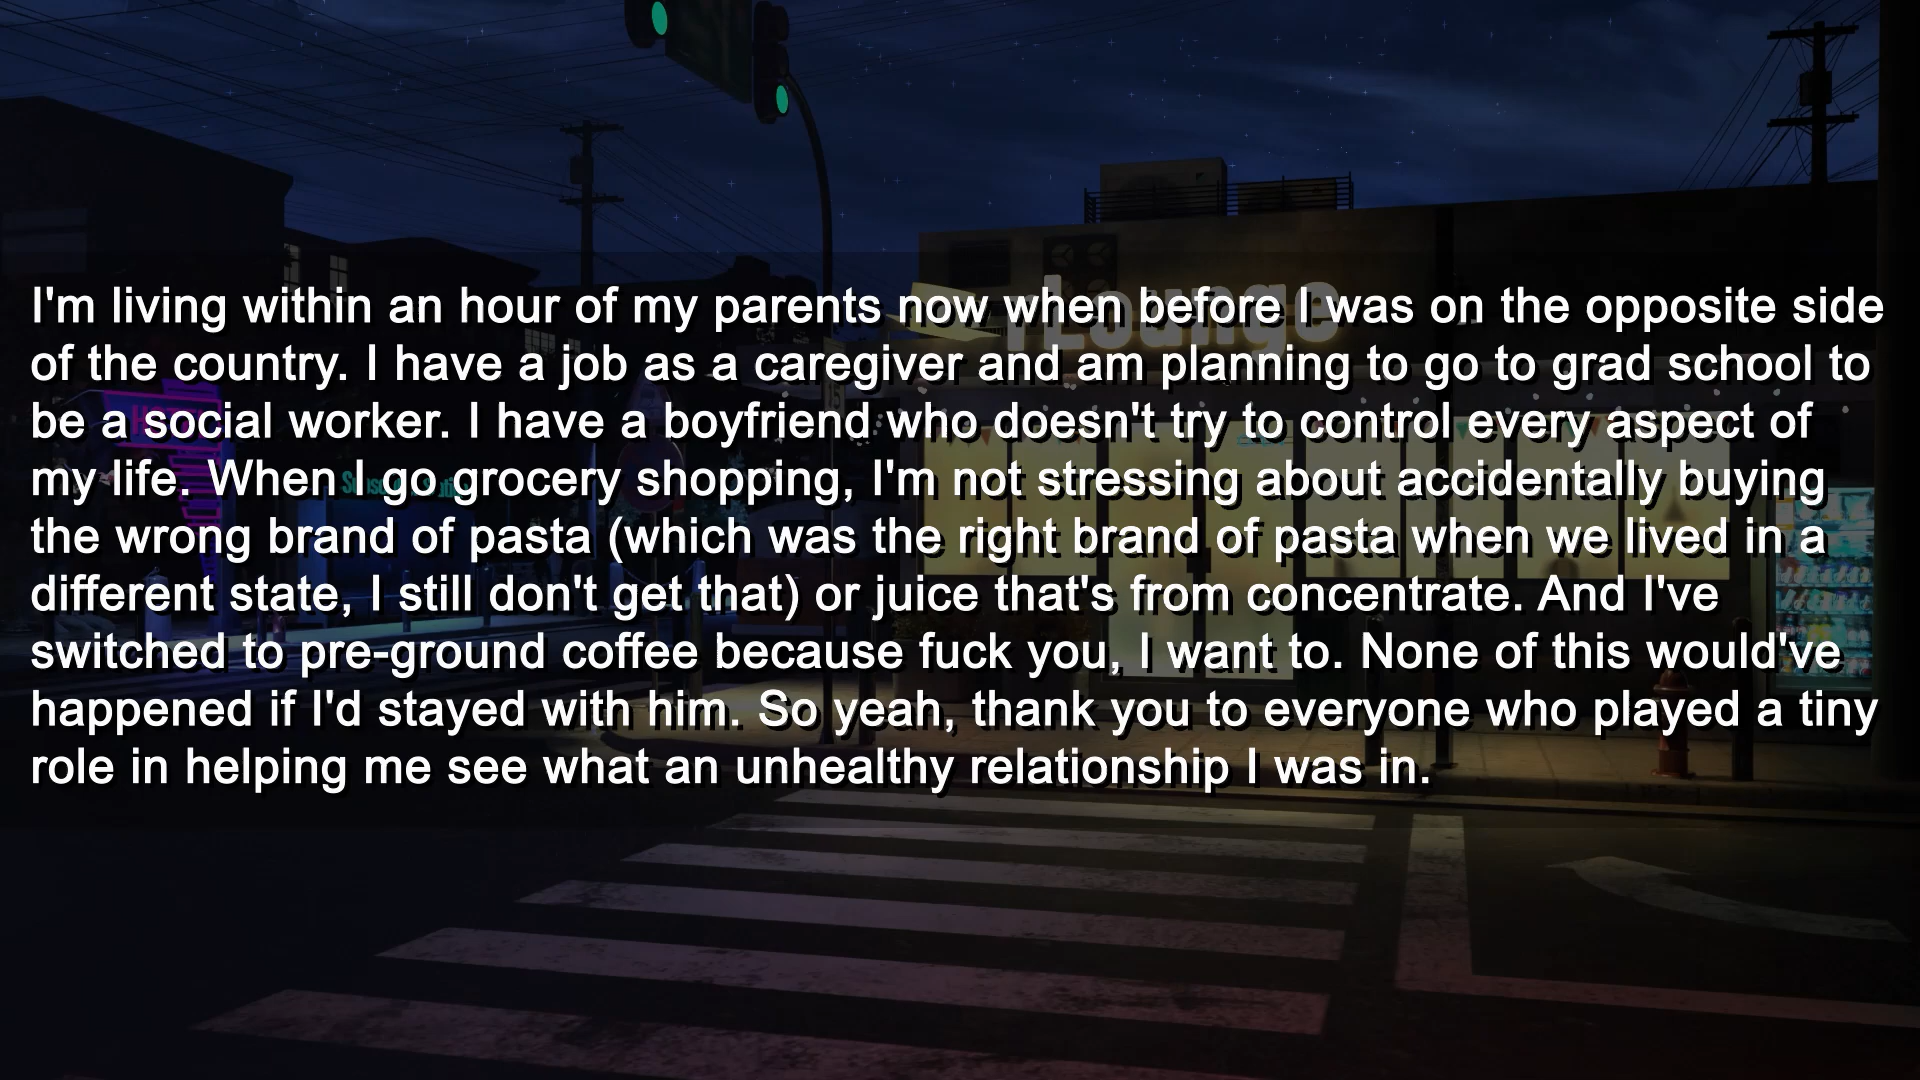 I'm living within an hour of my parents now when before I was on the opposite side
of the country. I have a job as a caregiver and am planning to go to grad school to
be a social worker. I have a boyfriend who doesn't try to control every aspect of
my life. When I go grocery shopping, I'm not stressing about accidentally buying
the wrong brand of pasta (which was the right brand of pasta when we lived in a
different state, I still don't get that) or juice that's from concentrate. And I've
switched to pre-ground coffee because fuck you, I want to. None of this would've
happened if I'd stayed with him. So yeah, thank you to everyone who played a tiny
role in helping me see what an unhealthy relationship I was in.
Lounge